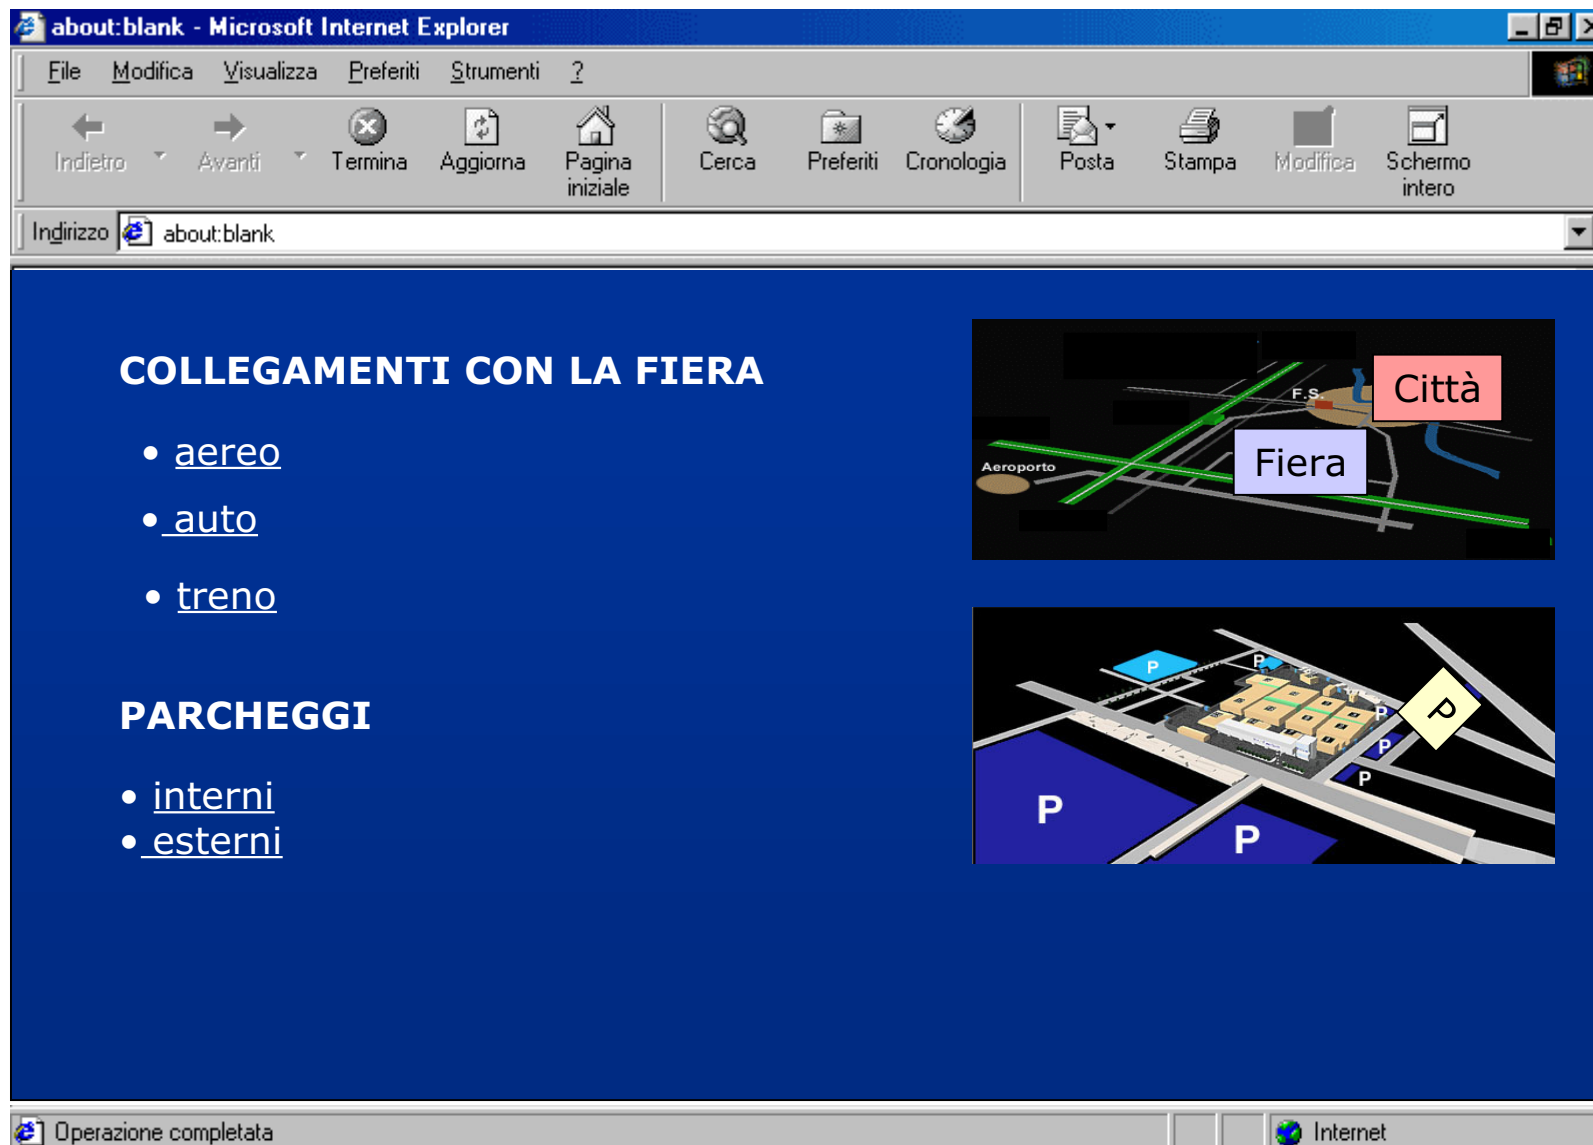 about:blank - Microsoft Internet Explorer
File Modifica Visualizza Preferiti Strumenti ?
Indietro Avanti Termina Aggiorna Pagina iniziale Cerca Preferiti Cronologia Posta Stampa Modifica Schermo intero
Indirizzo about:blank
COLLEGAMENTI CON LA FIERA
• aereo
• auto
• treno
PARCHEGGI
• interni
• esterni
F.S.
Città
Fiera
Aeroporto
P
P
P
P
P
P
P
P
Operazione completata
Internet